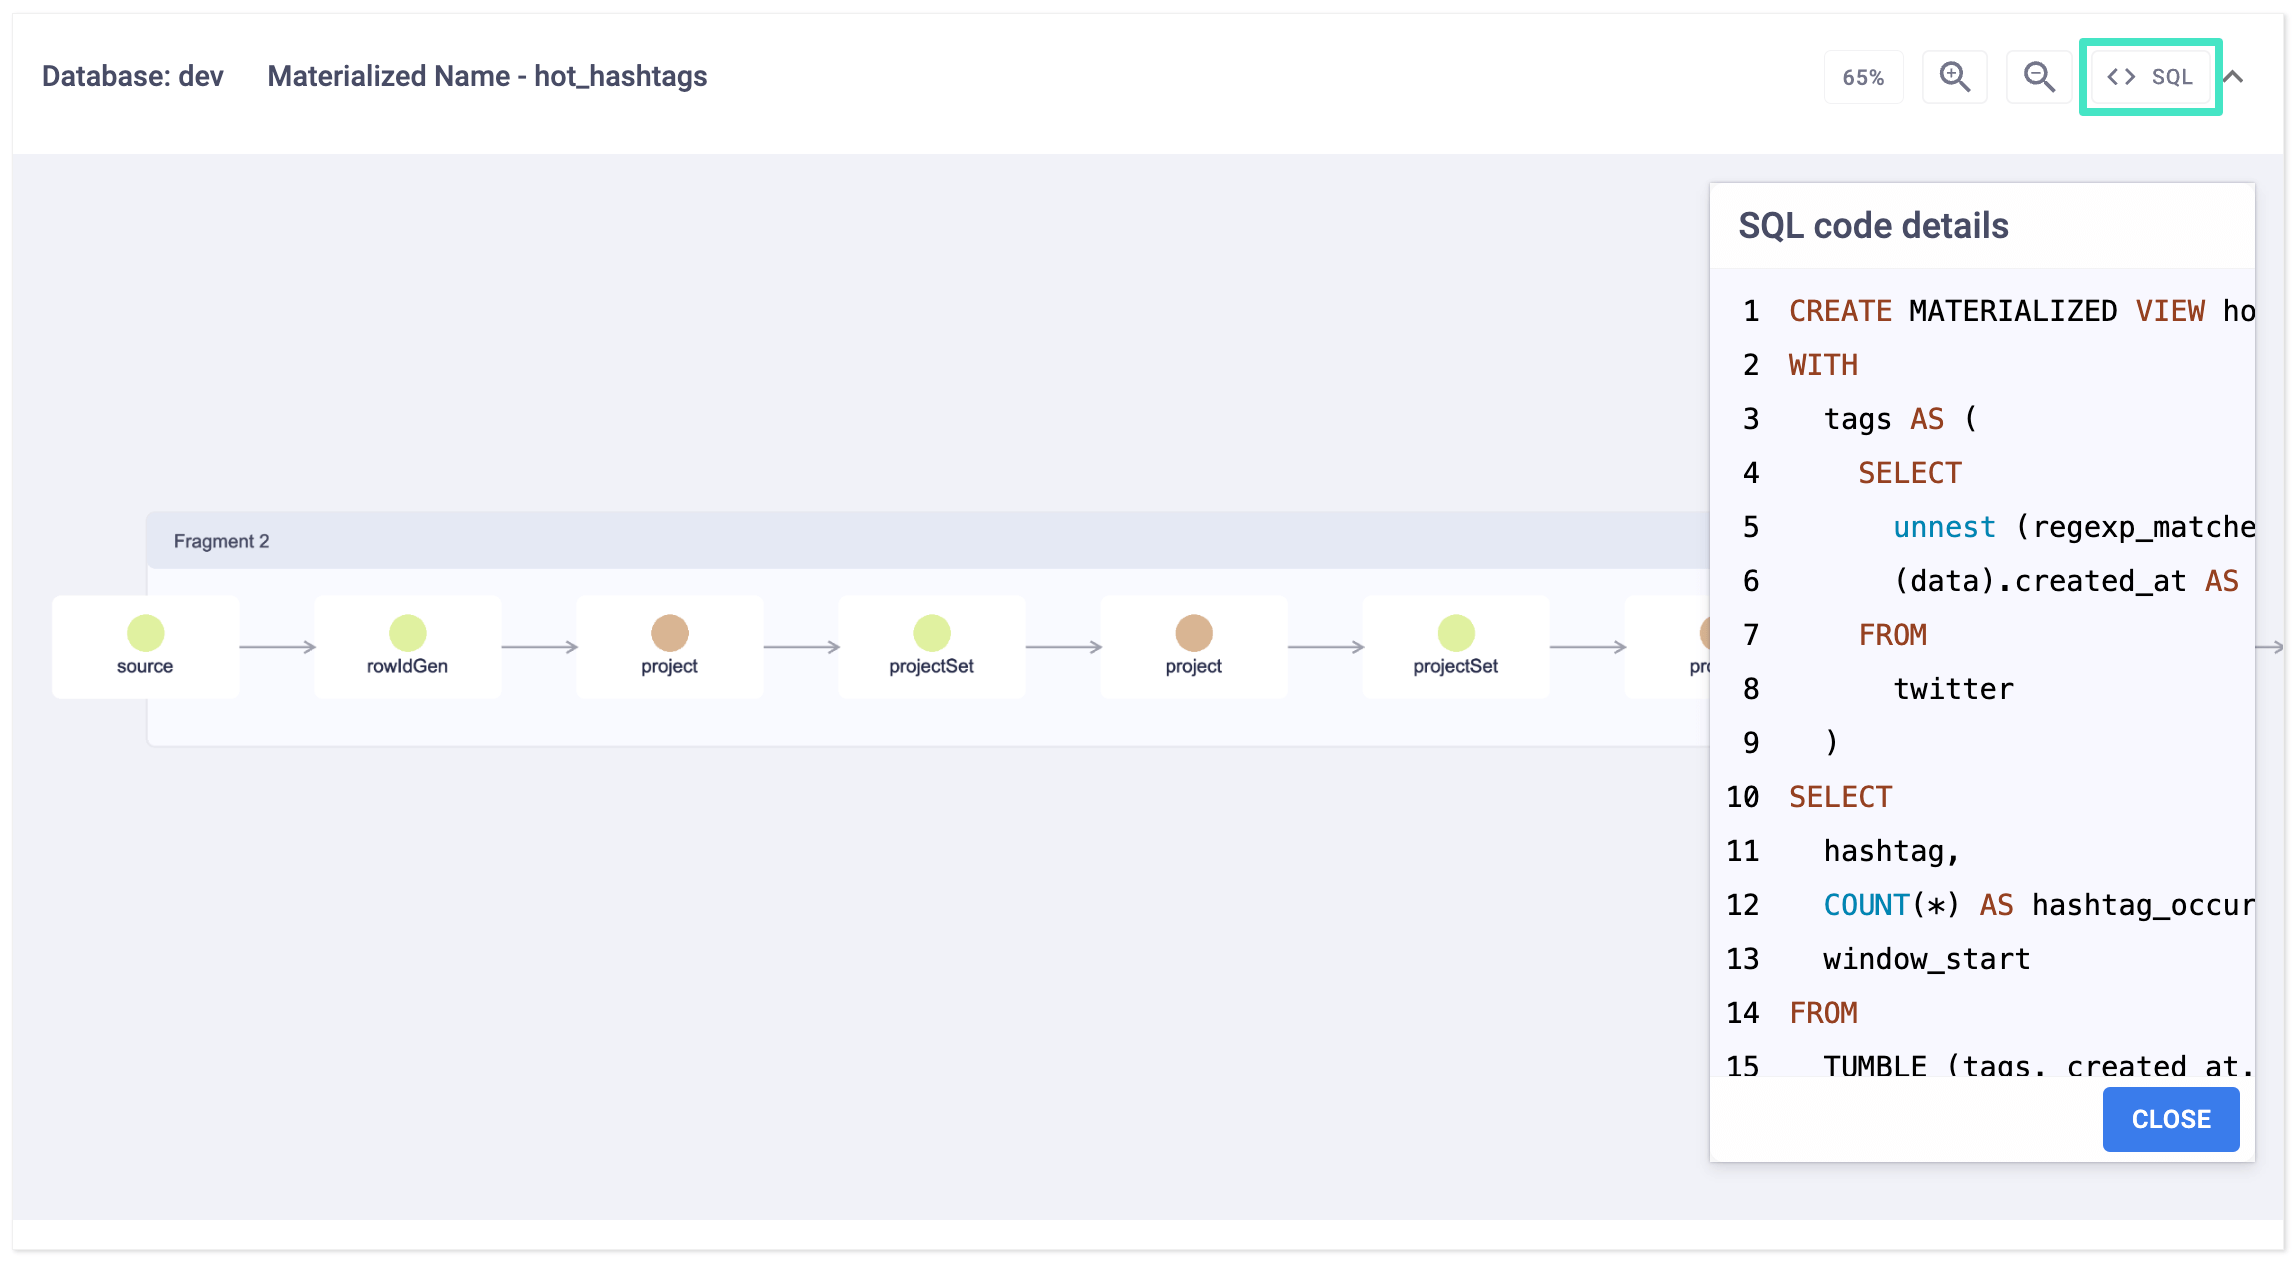 Database: dev Materialized Name - hot_hashtags 65% <> SQL
SQL code details
1 CREATE MATERIALIZED VIEW ho
2 WITH
3 tags AS (
4 SELECT
5 unnest (regexp_matche
6 (data).created_at AS
7 FROM
8 twitter
9 )
10 SELECT
11 hashtag,
12 COUNT(*) AS hashtag_occur
13 window_start
14 FROM
15 TUMBLE (tags, created_at,
CLOSE
Fragment 2
source
rowIdGen
project
projectSet
project
projectSet